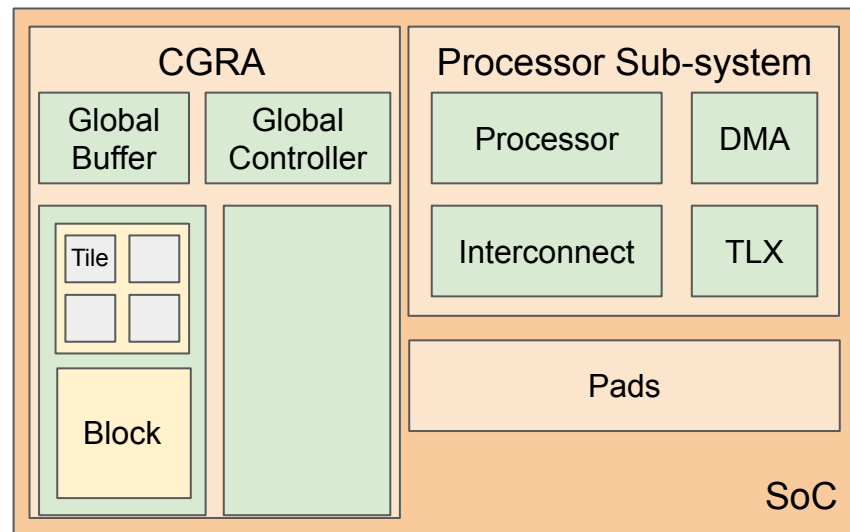 CGRA
Global
Buffer
Global
Controller
Tile
Block
Processor Sub-system
Processor
DMA
Interconnect
TLX
Pads
SoC